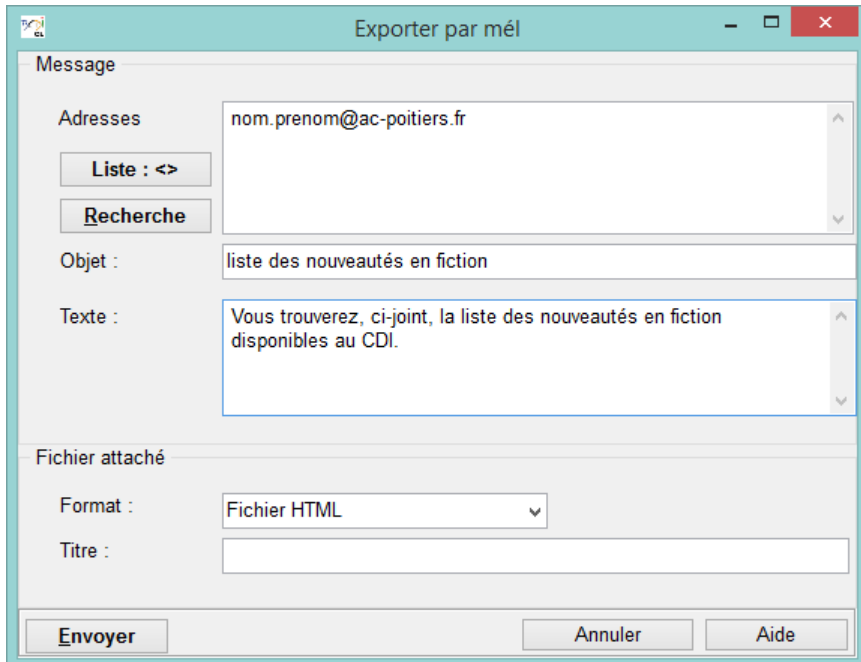 Exporter par mél
Message
Adresses
nom.prenom@ac-poitiers.fr
Liste : <>
Recherche
Objet :
liste des nouveautés en fiction
Texte :
Vous trouverez, ci-joint, la liste des nouveautés en fiction
disponibles au CDI.
Fichier attaché
Format :
Fichier HTML
Titre :
Envoyer
Annuler
Aide